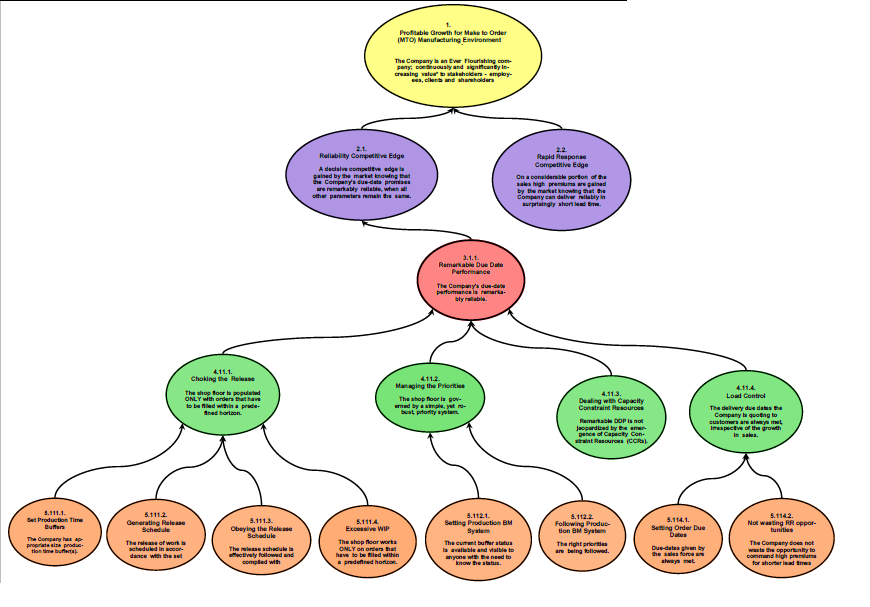 1.
Profitable Growth for Make to Order
(MTO) Manufacturing Environment
The Company is an Ever Flourishing com-
pany; continuously and significantly in-
creasing value* to stakeholders - employ-
ees, clients and shareholders
2.1.
Reliability Competitive Edge
A decisive competitive edge is
gained by the market knowing that
the Company's due-date promises
are remarkably reliable, when all
other parameters remain the same.
2.2.
Rapid Response
Competitive Edge
On a considerable portion of the
sales high premiums are gained
by the market knowing that the
Company can deliver reliably in
surprisingly short lead time.
3.1.1.
Remarkable Due Date
Performance
The Company's due-date
performance is remarka-
bly reliable.
4.11.1.
Choking the Release
The shop floor is populated
ONLY with orders that have
to be filled within a prede-
fined horizon.
4.11.2.
Managing the Priorities
The shop floor is gov-
erned by a simple, yet ro-
bust, priority system.
4.11.3.
Dealing with Capacity
Constraint Resources
Remarkable DDP is not
jeopardized by the emer-
gence of Capacity Con-
straint Resources (CCRs).
4.11.4.
Load Control
The delivery due dates the
Company is quoting to
customers are always met,
irrespective of the growth
in sales.
5.111.1.
Set Production Time
Buffers
The Company has ap-
propriate size produc-
tion time buffer(s).
5.111.2.
Generating Release
Schedule
The release of work is
scheduled in accor-
dance with the set
5.111.3.
Obeying the Release
Schedule
The release schedule is
effectively followed and
complied with
5.111.4.
Excessive WIP
The shop floor works
ONLY on orders that
have to be filled within
a predefined horizon.
5.112.1.
Setting Production BM
System
The current buffer status
is available and visible to
anyone with the need to
know the status.
5.112.2.
Following Produc-
tion BM System
The right priorities
are being followed.
5.114.1.
Setting Order Due
Dates
Due-dates given by
the sales force are
always met.
5.114.2.
Not wasting RR oppor-
tunities
The Company does not
waste the opportunity to
command high premiums
for shorter lead times